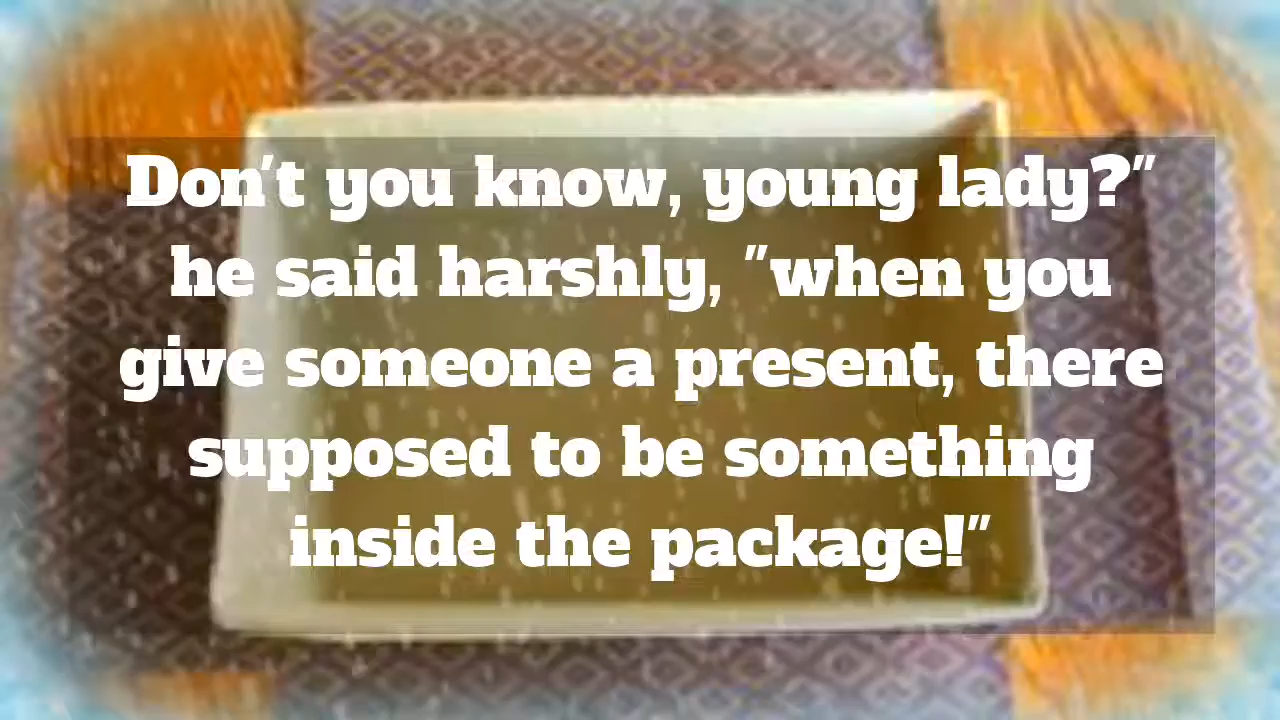 Don't you know, young lady?"
he said harshly, "when you
give someone a present, there
supposed to be something
inside the package!"